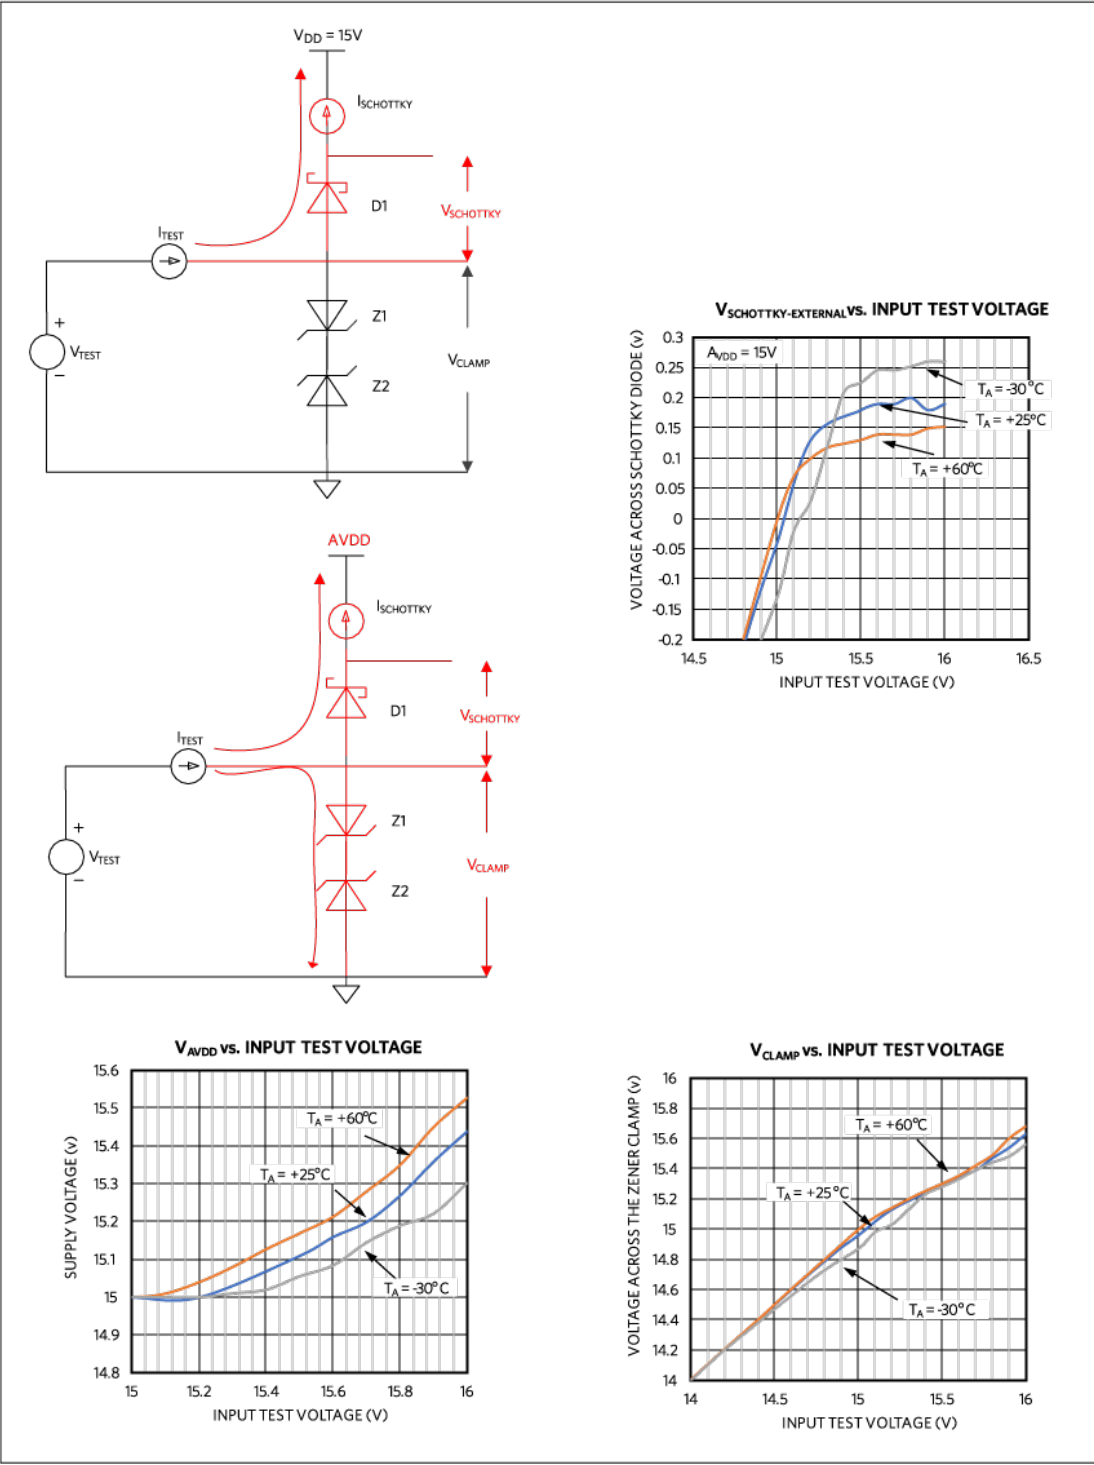 VDD = 15V
ISCHOTTKY
D1
VSCHOTTKY
ITEST
Z1
+
VTEST
−
VCLAMP
Z2
VSCHOTTKY-EXTERNAL vs. INPUT TEST VOLTAGE
VOLTAGE ACROSS SCHOTTKY DIODE (v)
0.3
0.25
0.2
0.15
0.1
0.05
0
-0.05
-0.1
-0.15
-0.2
AVDD = 15V
TA = -30°C
TA = +25°C
TA = +60°C
14.5 15 15.5 16 16.5
INPUT TEST VOLTAGE (V)
AVDD
ISCHOTTKY
D1
VSCHOTTKY
ITEST
Z1
+
VTEST
−
VCLAMP
Z2
VAVDD vs. INPUT TEST VOLTAGE
SUPPLY VOLTAGE (v)
15.6
15.5
15.4
15.3
15.2
15.1
15
14.9
14.8
TA = +60°C
TA = +25°C
TA = -30°C
15 15.2 15.4 15.6 15.8 16
INPUT TEST VOLTAGE (V)
VCLAMP vs. INPUT TEST VOLTAGE
VOLTAGE ACROSS THE ZENER CLAMP (v)
16
15.8
15.6
15.4
15.2
15
14.8
14.6
14.4
14.2
14
TA = +60°C
TA = +25°C
TA = -30°C
14 14.5 15 15.5 16
INPUT TEST VOLTAGE (V)